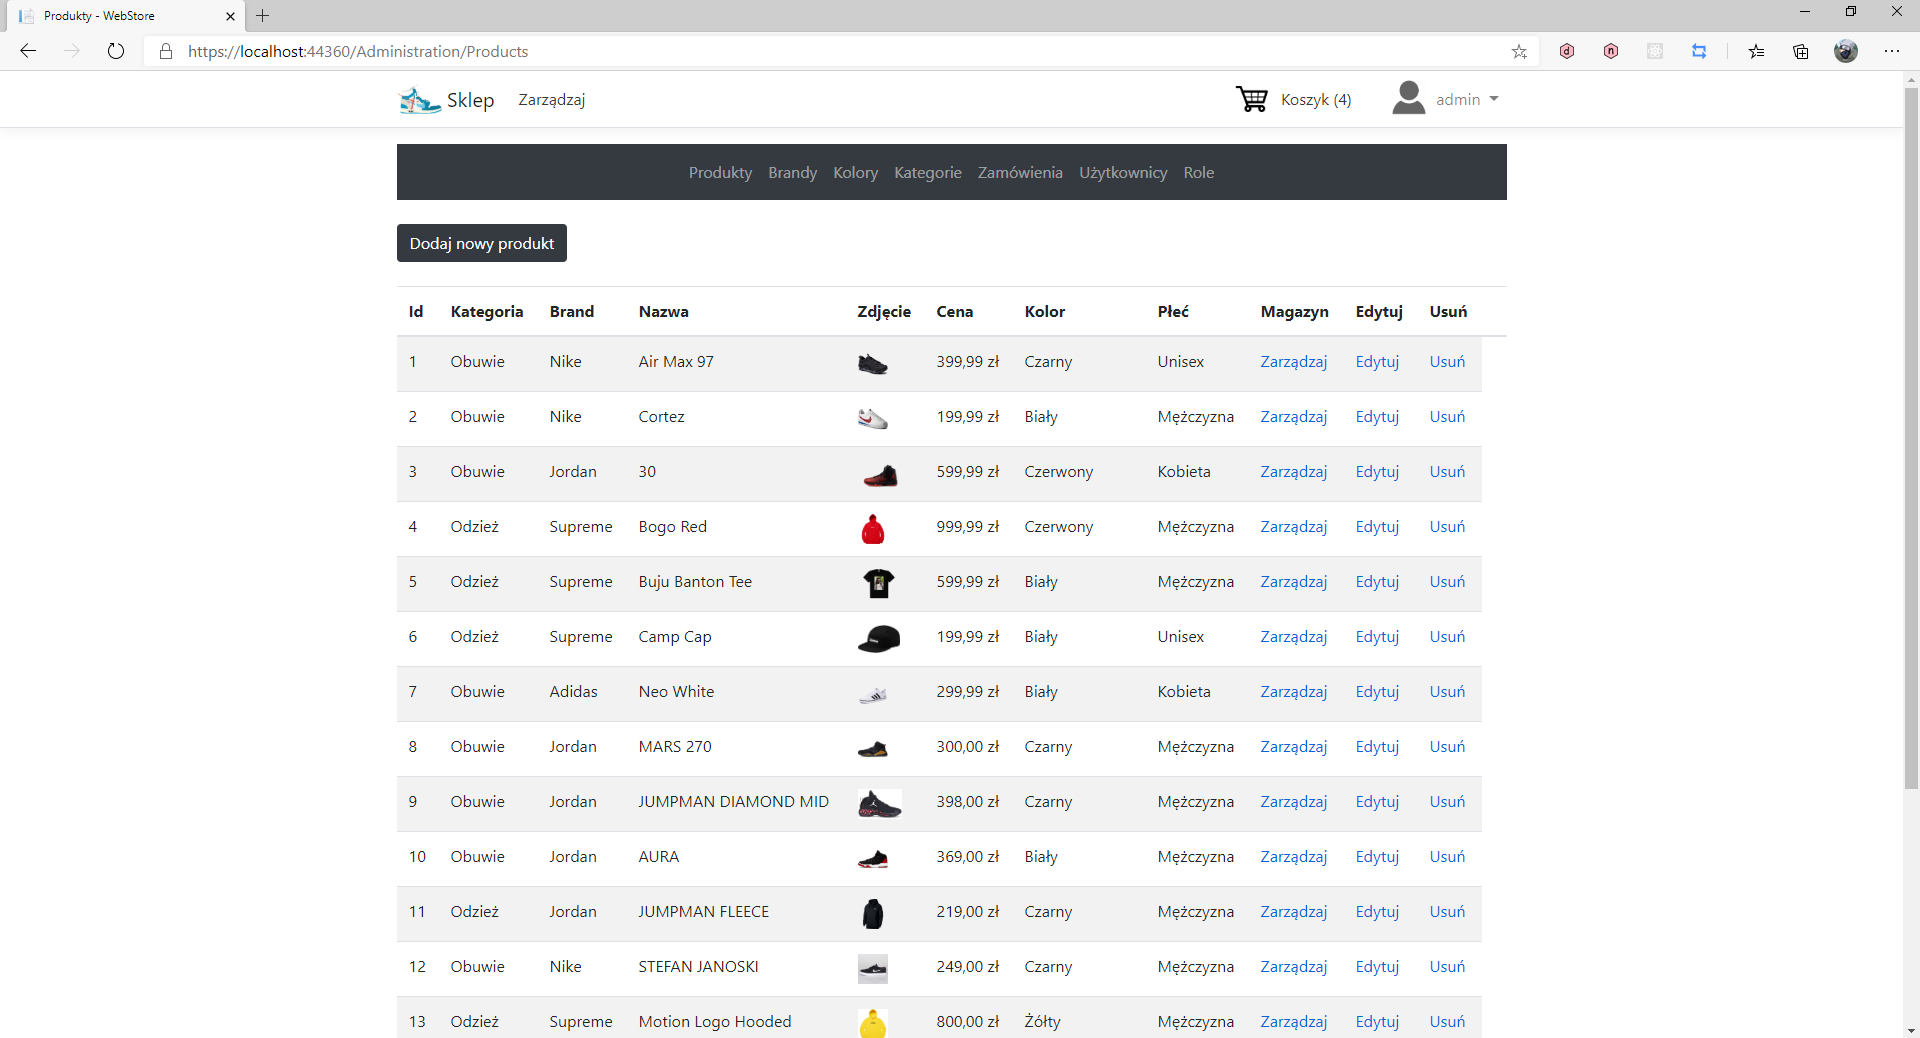 Produkty - WebStore
https://localhost:44360/Administration/Products
Sklep Zarządzaj Koszyk (4) admin
Produkty Brandy Kolory Kategorie Zamówienia Użytkownicy Role
Dodaj nowy produkt
Id Kategoria Brand Nazwa Zdjęcie Cena Kolor Płeć Magazyn Edytuj Usuń
1 Obuwie Nike Air Max 97 399,99 zł Czarny Unisex Zarządzaj Edytuj Usuń
2 Obuwie Nike Cortez 199,99 zł Biały Mężczyzna Zarządzaj Edytuj Usuń
3 Obuwie Jordan 30 599,99 zł Czerwony Kobieta Zarządzaj Edytuj Usuń
4 Odzież Supreme Bogo Red 999,99 zł Czerwony Mężczyzna Zarządzaj Edytuj Usuń
5 Odzież Supreme Buju Banton Tee 599,99 zł Biały Mężczyzna Zarządzaj Edytuj Usuń
6 Odzież Supreme Camp Cap 199,99 zł Biały Unisex Zarządzaj Edytuj Usuń
7 Obuwie Adidas Neo White 299,99 zł Biały Kobieta Zarządzaj Edytuj Usuń
8 Obuwie Jordan MARS 270 300,00 zł Czarny Mężczyzna Zarządzaj Edytuj Usuń
9 Obuwie Jordan JUMPMAN DIAMOND MID 398,00 zł Czarny Mężczyzna Zarządzaj Edytuj Usuń
10 Obuwie Jordan AURA 369,00 zł Biały Mężczyzna Zarządzaj Edytuj Usuń
11 Odzież Jordan JUMPMAN FLEECE 219,00 zł Czarny Mężczyzna Zarządzaj Edytuj Usuń
12 Obuwie Nike STEFAN JANOSKI 249,00 zł Czarny Mężczyzna Zarządzaj Edytuj Usuń
13 Odzież Supreme Motion Logo Hooded 800,00 zł Żółty Mężczyzna Zarządzaj Edytuj Usuń